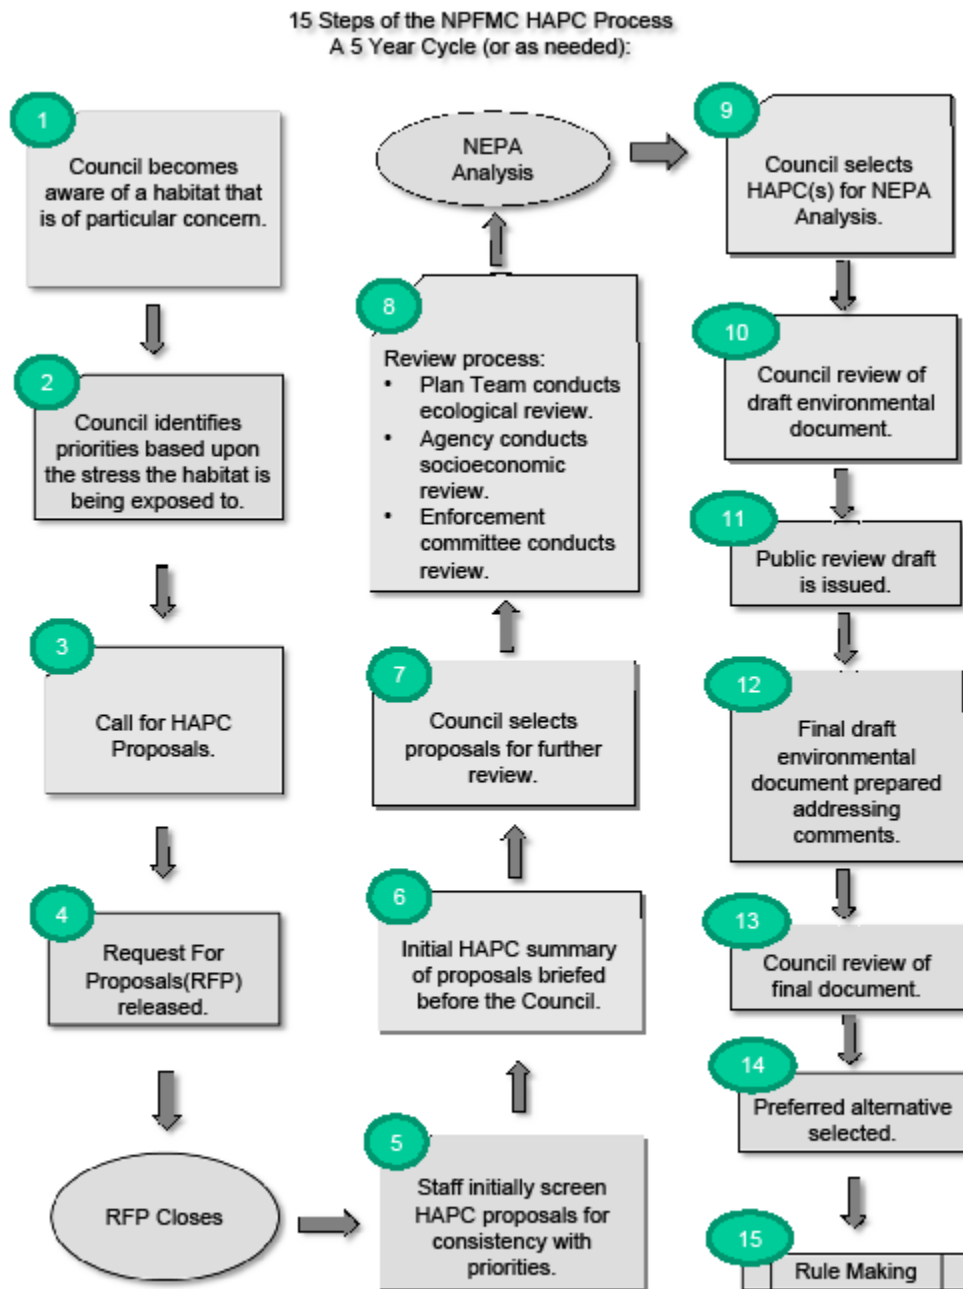 15 Steps of the NPFMC HAPC Process
A 5 Year Cycle (or as needed):
1
Council becomes
aware of a habitat that
is of particular concern.
2
Council identifies
priorities based upon
the stress the habitat is
being exposed to.
3
Call for HAPC
Proposals.
4
Request For
Proposals(RFP)
released.
RFP Closes
5
Staff initially screen
HAPC proposals for
consistency with
priorities.
6
Initial HAPC summary
of proposals briefed
before the Council.
7
Council selects
proposals for further
review.
8
Review process:
• Plan Team conducts
ecological review.
• Agency conducts
socioeconomic
review.
• Enforcement
committee conducts
review.
NEPA
Analysis
9
Council selects
HAPC(s) for NEPA
Analysis.
10
Council review of
draft environmental
document.
11
Public review draft
is issued.
12
Final draft
environmental
document prepared
addressing
comments.
13
Council review of
final document.
14
Preferred alternative
selected.
15
Rule Making